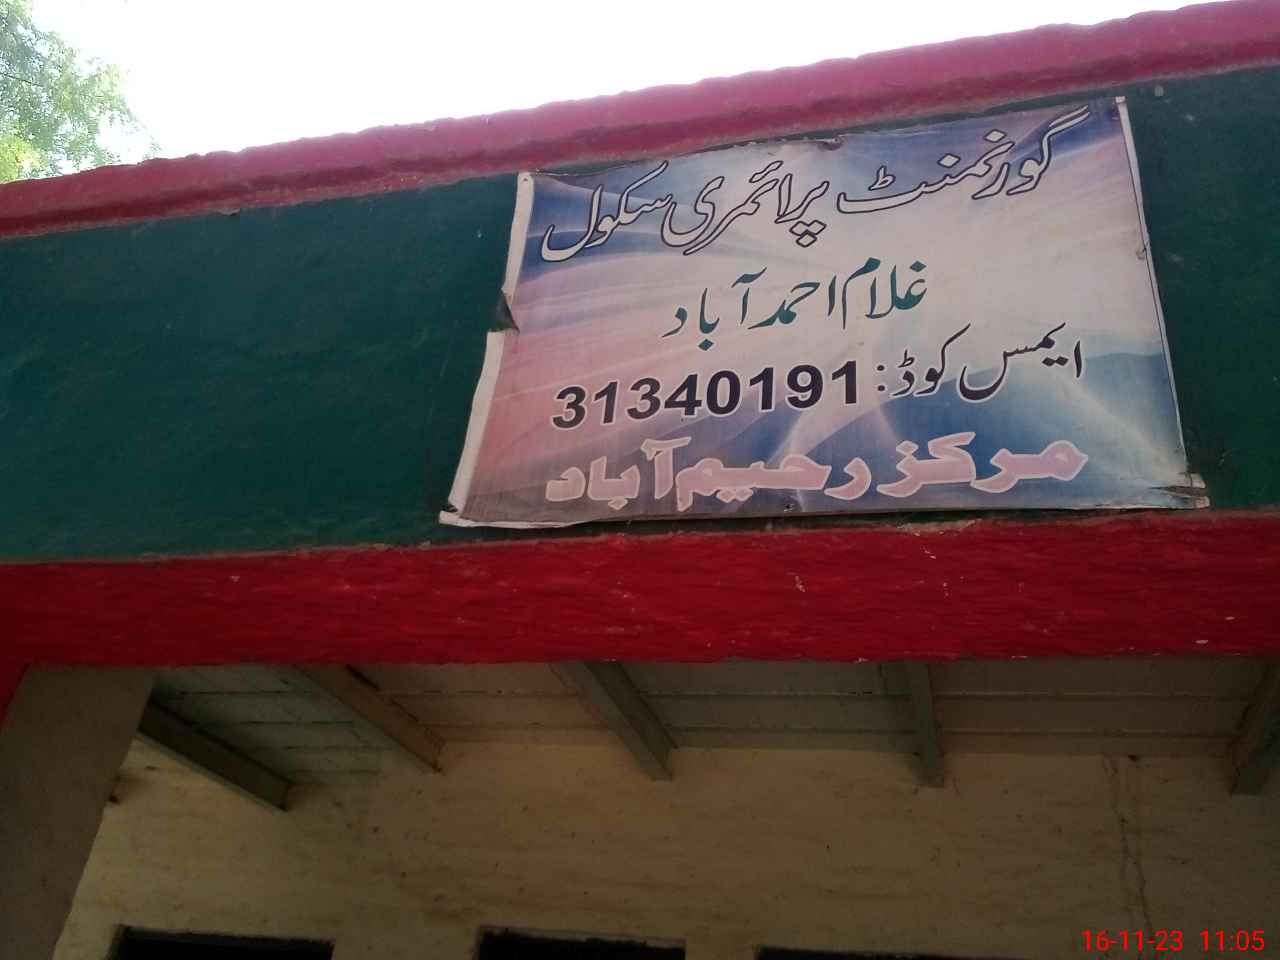 گورنمنٹ پرائمری سکول
غلام احمد آباد
ایمس کوڈ: 31340191
مرکز رحیم آباد
16-11-23 11:05